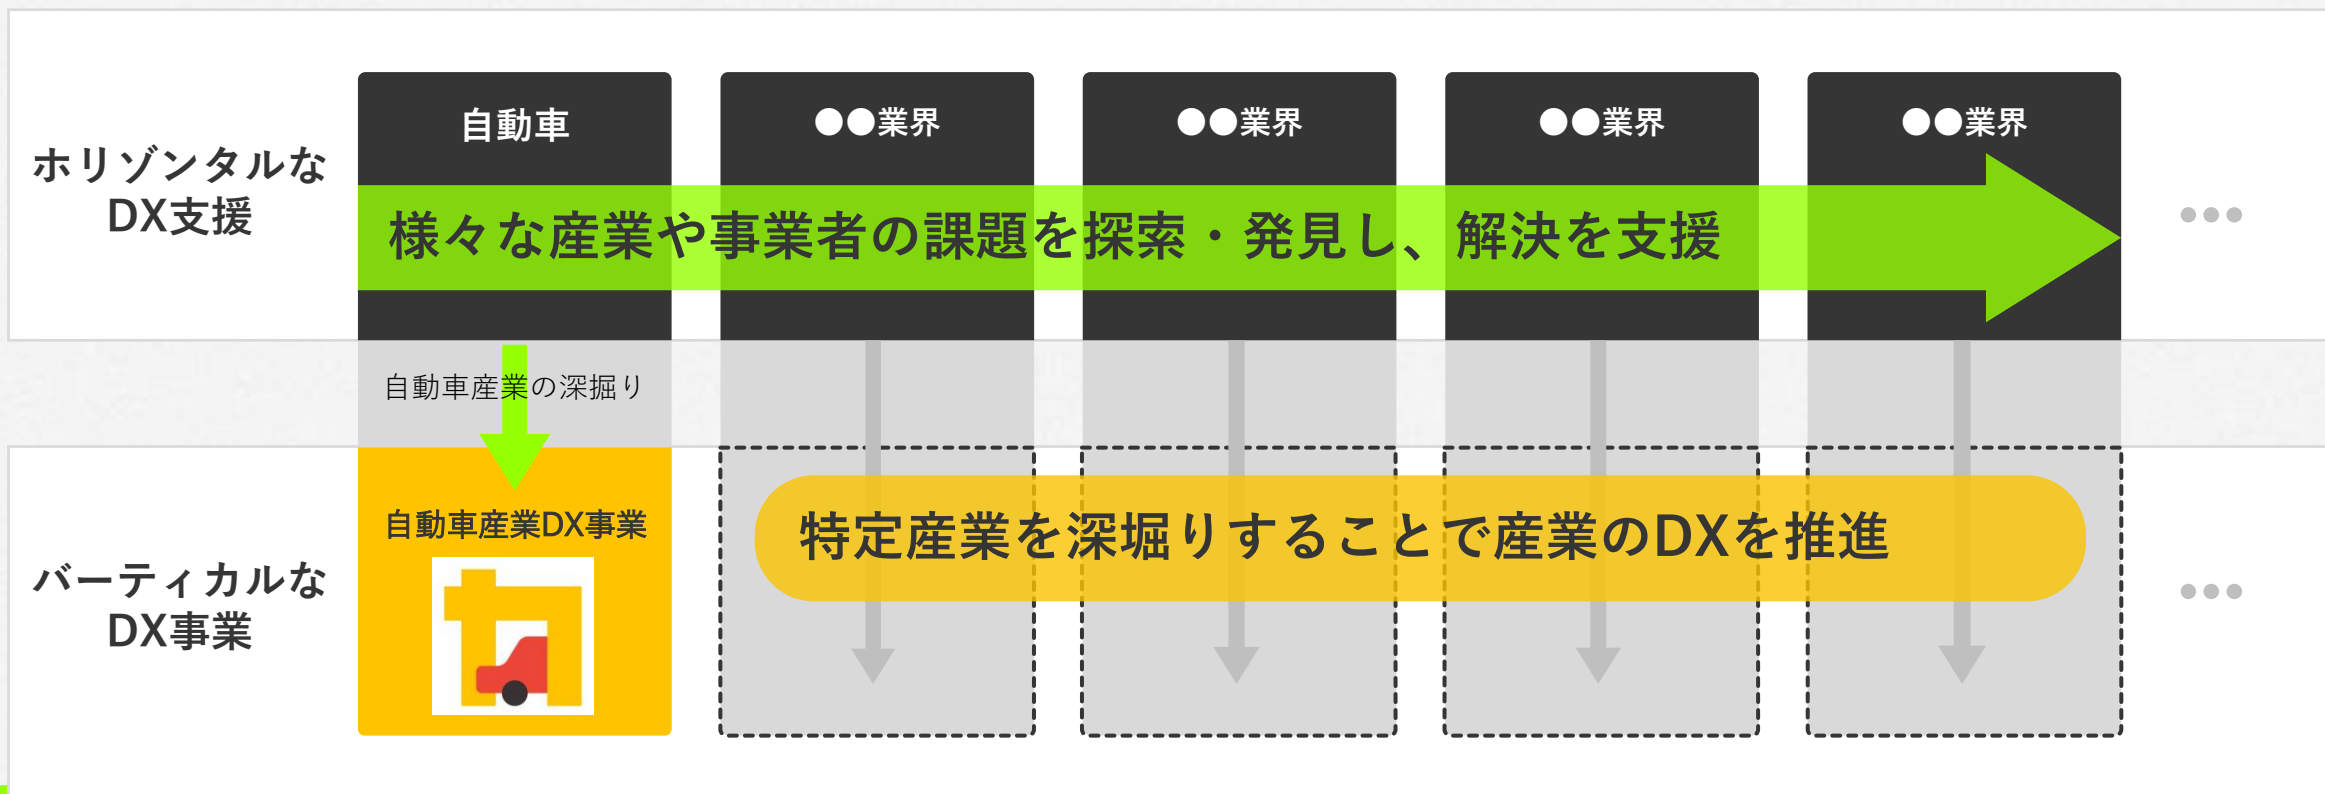 ホリゾンタルな
DX支援
自動車
●●業界
●●業界
●●業界
●●業界
様々な産業や事業者の課題を探索・発見し、解決を支援
自動車産業の深掘り
バーティカルな
DX事業
自動車産業DX事業
特定産業を深堀りすることで産業のDXを推進